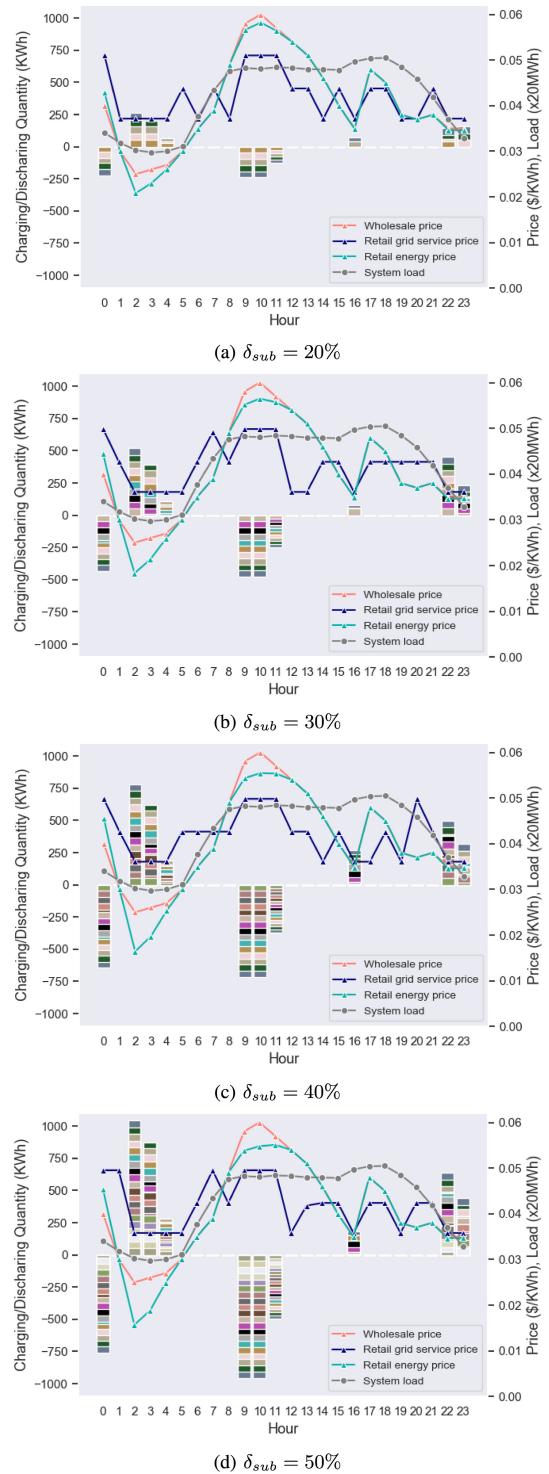 Charging/Discharing Quantity (KWh)
1000
750
500
250
0
−250
−500
−750
−1000
0.06
0.05
0.04
0.03
0.02
0.01
0.00
Price ($/KWh), Load (x20MWh)
Wholesale price
Retail grid service price
Retail energy price
System load
0 1 2 3 4 5 6 7 8 9 10 11 12 13 14 15 16 17 18 19 20 21 22 23
Hour
(a) δsub = 20%
Charging/Discharing Quantity (KWh)
1000
750
500
250
0
−250
−500
−750
−1000
0.06
0.05
0.04
0.03
0.02
0.01
0.00
Price ($/KWh), Load (x20MWh)
Wholesale price
Retail grid service price
Retail energy price
System load
0 1 2 3 4 5 6 7 8 9 10 11 12 13 14 15 16 17 18 19 20 21 22 23
Hour
(b) δsub = 30%
Charging/Discharing Quantity (KWh)
1000
750
500
250
0
−250
−500
−750
−1000
0.06
0.05
0.04
0.03
0.02
0.01
0.00
Price ($/KWh), Load (x20MWh)
Wholesale price
Retail grid service price
Retail energy price
System load
0 1 2 3 4 5 6 7 8 9 10 11 12 13 14 15 16 17 18 19 20 21 22 23
Hour
(c) δsub = 40%
Charging/Discharing Quantity (KWh)
1000
750
500
250
0
−250
−500
−750
−1000
0.06
0.05
0.04
0.03
0.02
0.01
0.00
Price ($/KWh), Load (x20MWh)
Wholesale price
Retail grid service price
Retail energy price
System load
0 1 2 3 4 5 6 7 8 9 10 11 12 13 14 15 16 17 18 19 20 21 22 23
Hour
(d) δsub = 50%